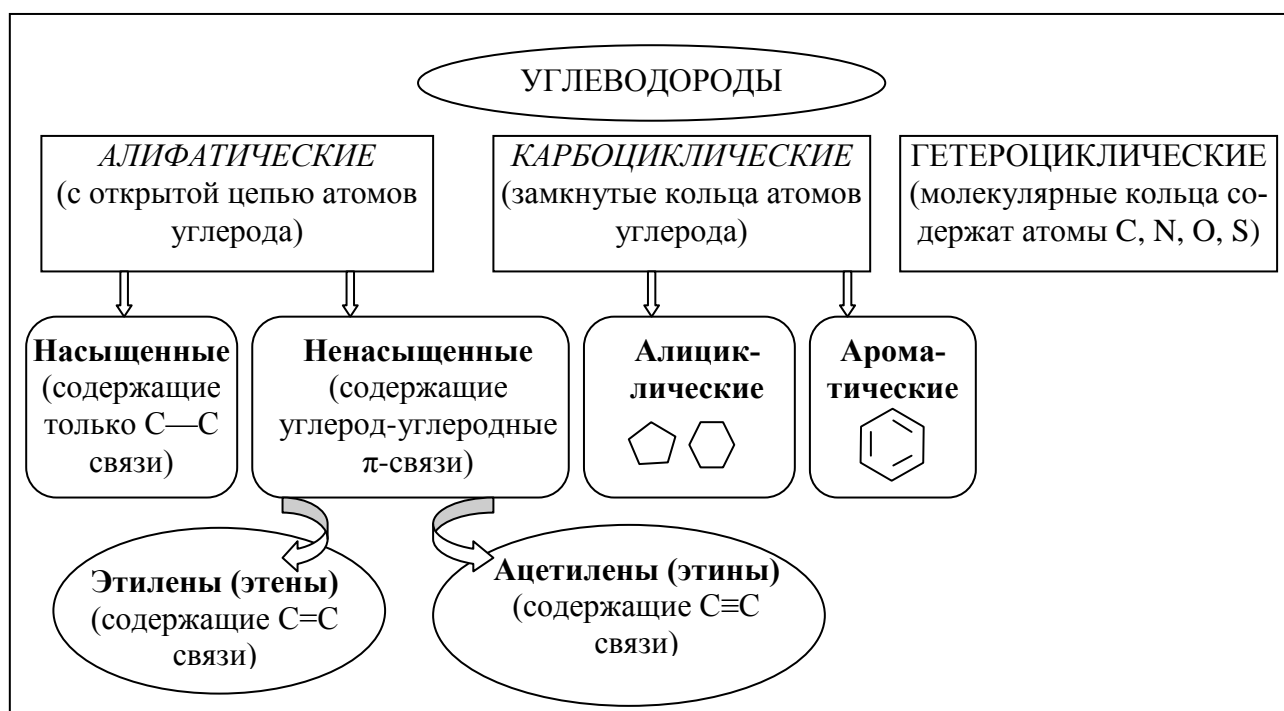 УГЛЕВОДОРОДЫ
АЛИФАТИЧЕСКИЕ
(с открытой цепью атомов
углерода)
КАРБОЦИКЛИЧЕСКИЕ
(замкнутые кольца атомов
углерода)
ГЕТЕРОЦИКЛИЧЕСКИЕ
(молекулярные кольца со-
держат атомы C, N, O, S)
Насыщенные
(содержащие
только С—С
связи)
Ненасыщенные
(содержащие
углерод-углеродные
π-связи)
Алицик-
лические
Арома-
тические
Этилены (этены)
(содержащие С=С
связи)
Ацетилены (этины)
(содержащие С≡С
связи)